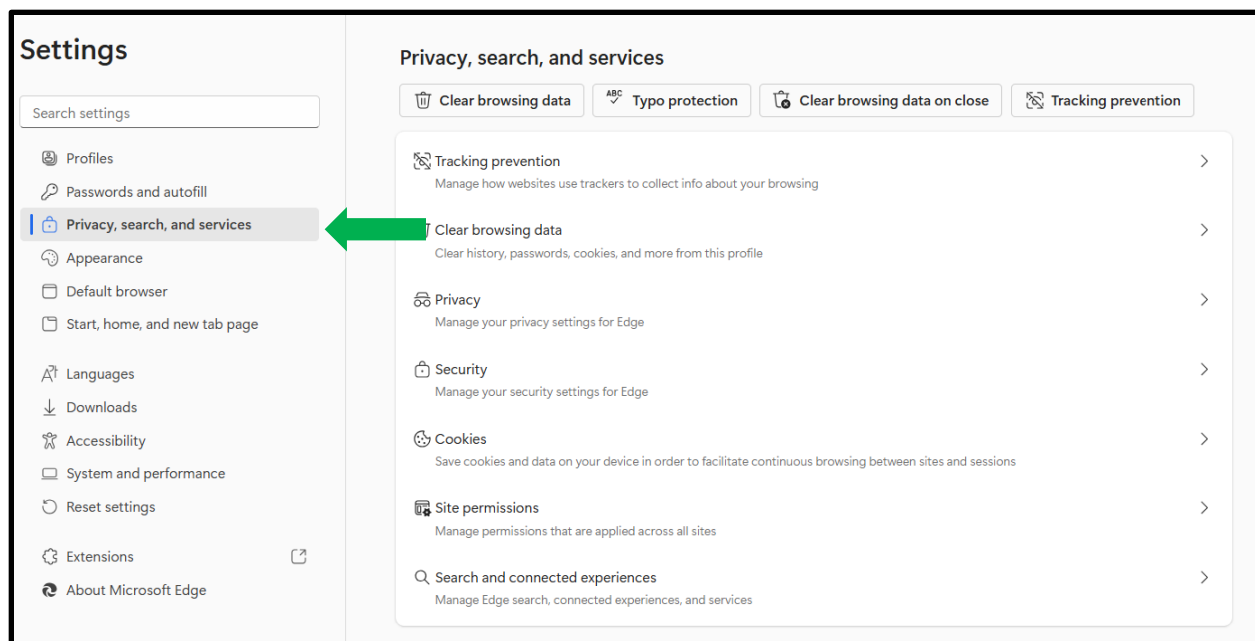 Settings
Search settings
Profiles
Passwords and autofill
Privacy, search, and services
Appearance
Default browser
Start, home, and new tab page
Languages
Downloads
Accessibility
System and performance
Reset settings
Extensions
About Microsoft Edge
Privacy, search, and services
Clear browsing data
ABC Typo protection
Clear browsing data on close
Tracking prevention
Tracking prevention
Manage how websites use trackers to collect info about your browsing
Clear browsing data
Clear history, passwords, cookies, and more from this profile
Privacy
Manage your privacy settings for Edge
Security
Manage your security settings for Edge
Cookies
Save cookies and data on your device in order to facilitate continuous browsing between sites and sessions
Site permissions
Manage permissions that are applied across all sites
Search and connected experiences
Manage Edge search, connected experiences, and services